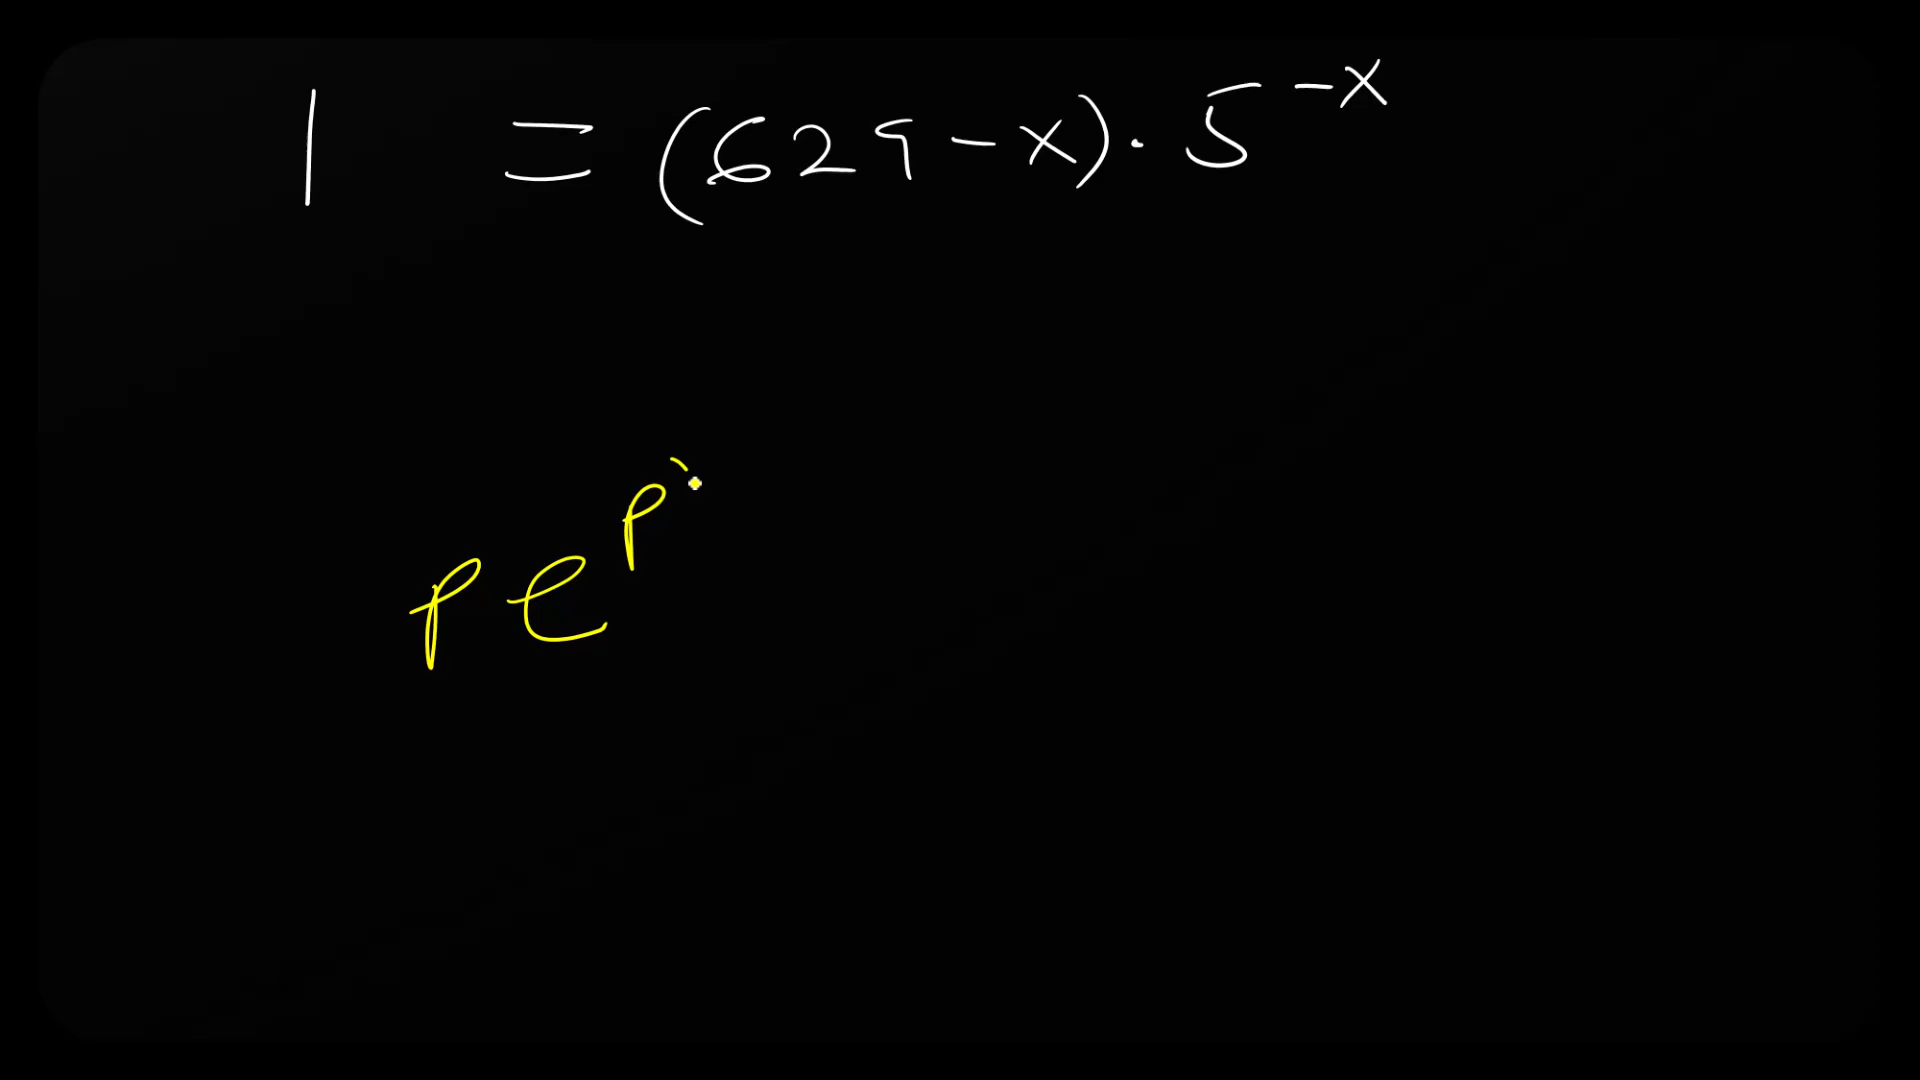 1 = (629-x)·5^-x
pe^p